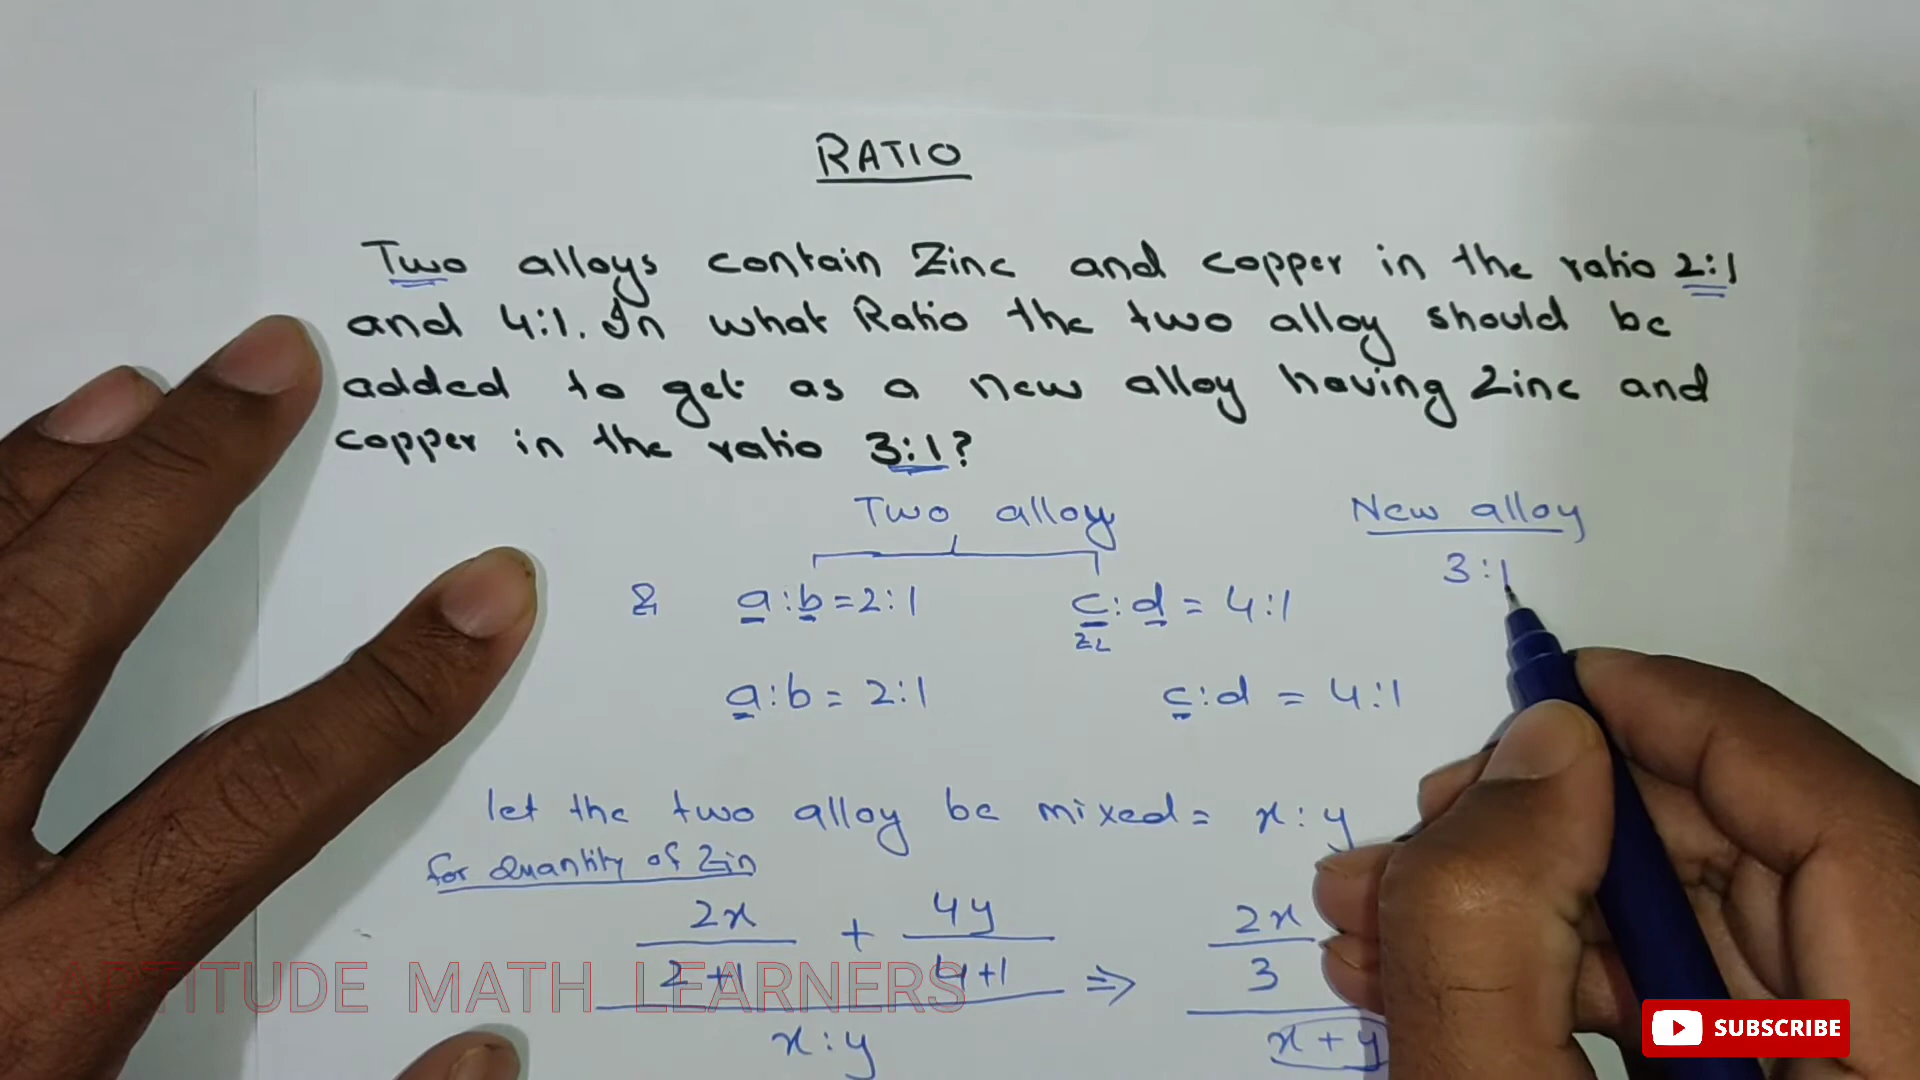 RATIO
Two alloys contain Zinc and copper in the ratio 2:1
and 4:1. In what Ratio the two alloy should be
added to get as a new alloy having Zinc and
copper in the ratio 3:1?
Two alloy
New alloy
3:1
& a:b=2:1 c:d = 4:1
a:b = 2:1 c:d = 4:1
let the two alloy be mixed = x:y
for Quantity of Zin
2x + 4y 2x
2+1 4+1 ⇒ 3
x:y x+y
APTITUDE MATH LEARNERS
SUBSCRIBE